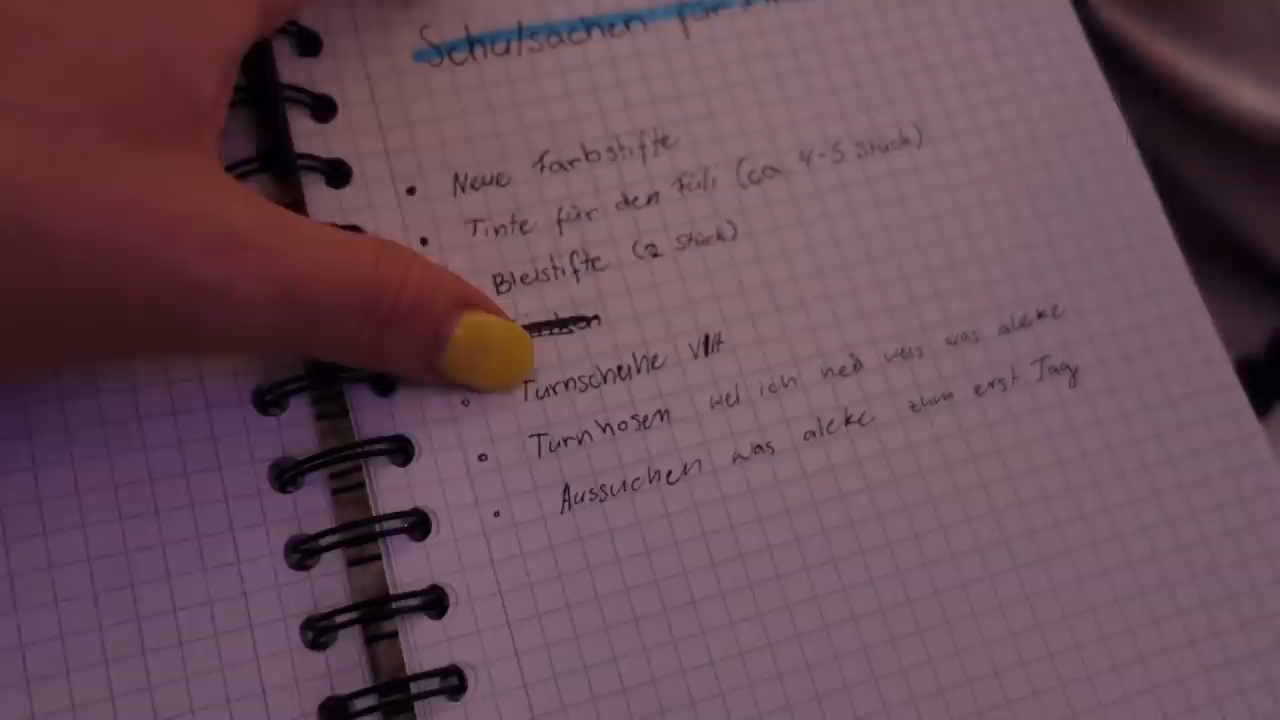 Schulsachen für
• Neue Farbstifte
• Tinte für den Füli (ca 4-5 Stück)
Bleistifte (2 Stück)
• Turnschuhe
• Turnhosen wel ich ned weis was aleke
• Aussuchen was aleke zum erst Tag